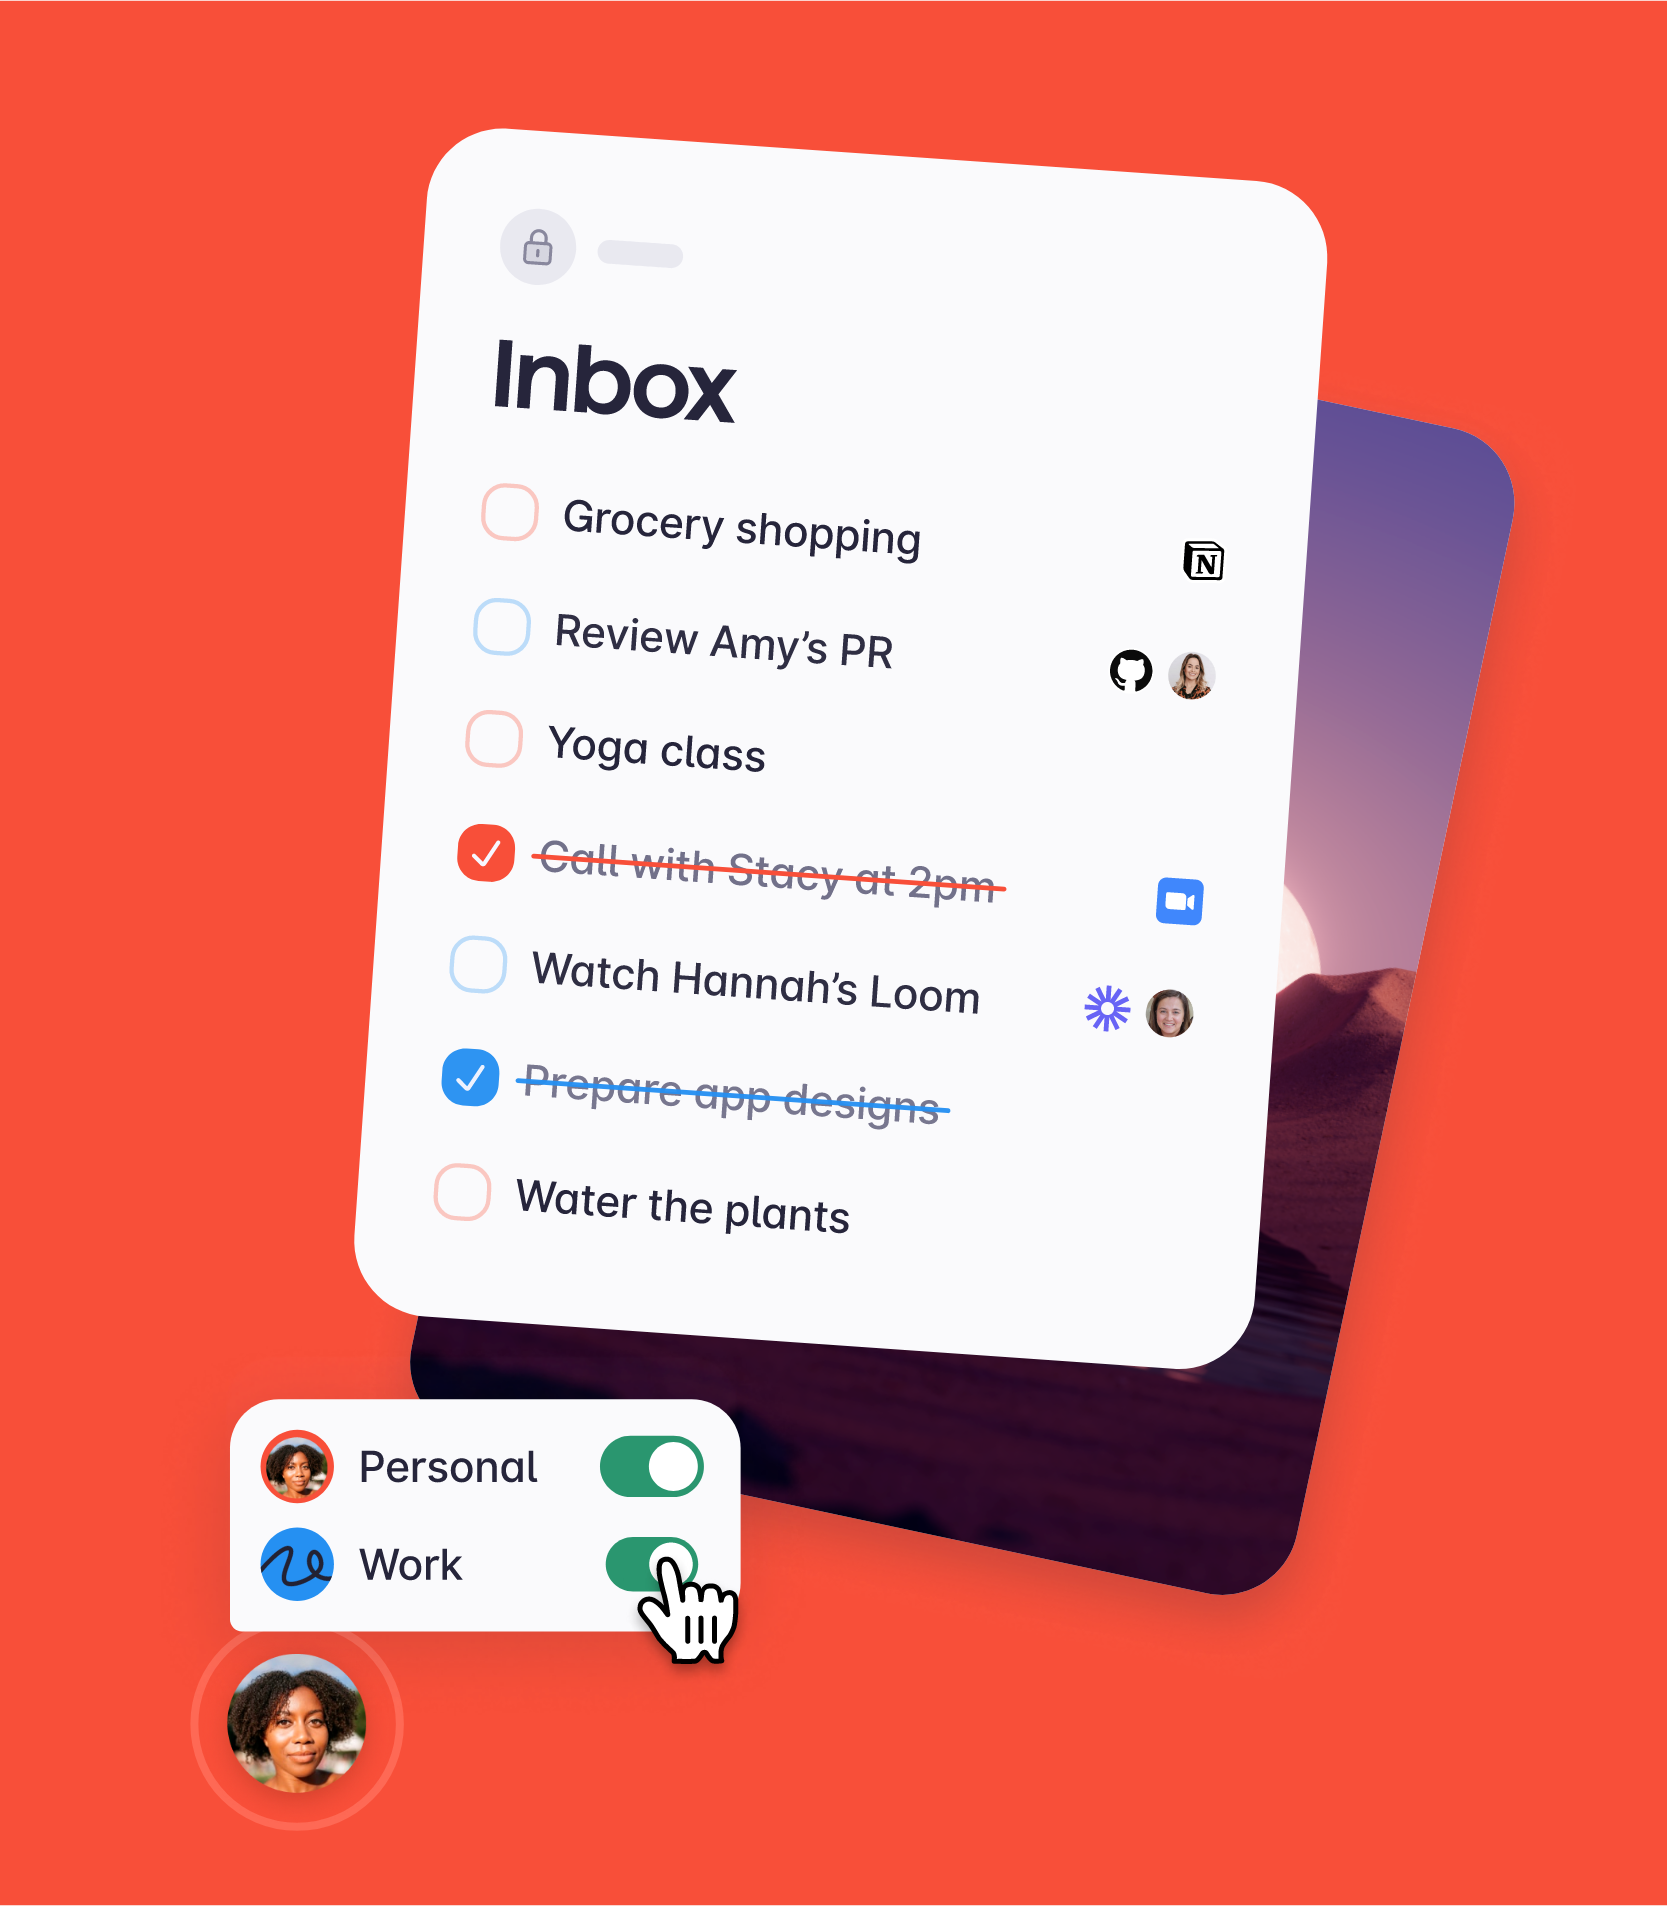 Inbox
Grocery shopping
N
Review Amy’s PR
Yoga class
Call with Stacy at 2pm
Watch Hannah’s Loom
Prepare app designs
Water the plants
Personal
Work